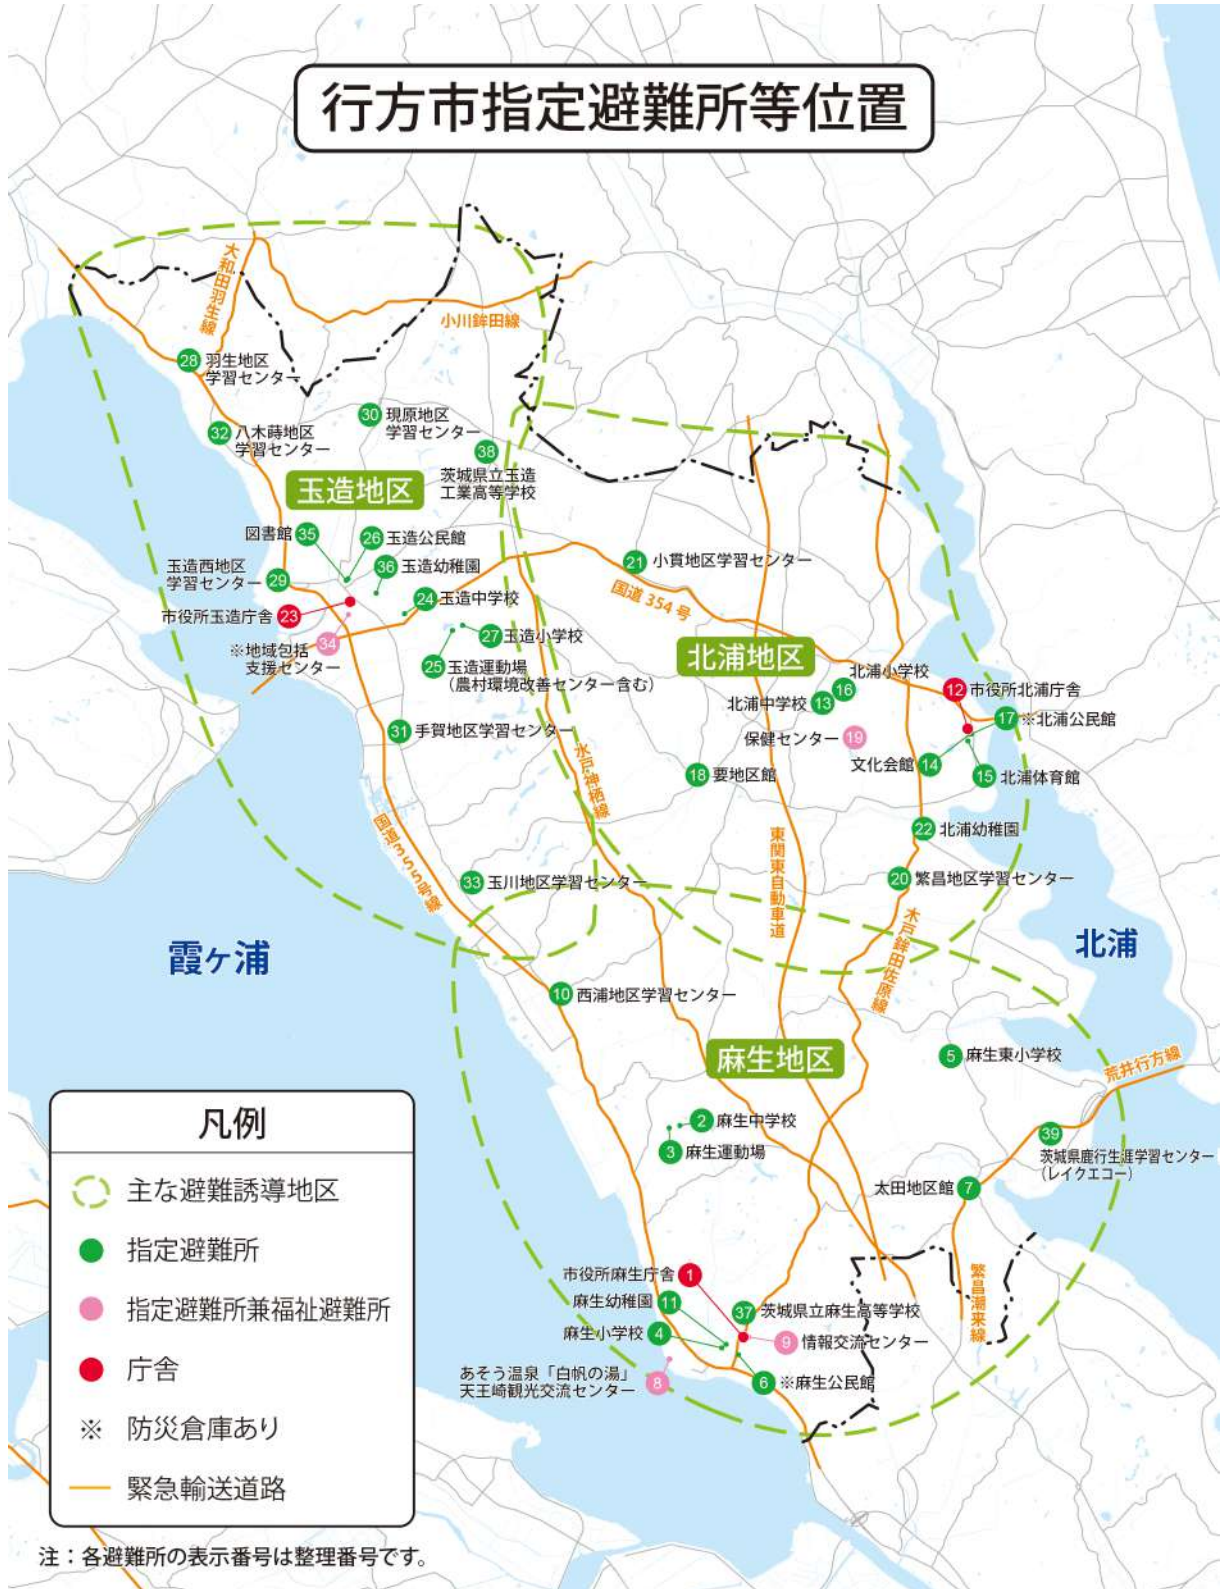 行方市指定避難所等位置
大和田羽生線
小川鉾田線
28 羽生地区
学習センター
30 現原地区
学習センター
32 八木蒔地区
学習センター
38
茨城県立玉造
工業高等学校
玉造地区
図書館 35
26 玉造公民館
玉造西地区
学習センター 29
36 玉造幼稚園
21 小貫地区学習センター
国道354号
24 玉造中学校
市役所玉造庁舎 23
27 玉造小学校
34
※地域包括
支援センター
25 玉造運動場
(農村環境改善センター含む)
北浦地区
北浦小学校
16
12 市役所北浦庁舎
北浦中学校 13
17 ※北浦公民館
31 手賀地区学習センター
保健センター 19
水戸神栖線
文化会館 14
18 要地区館
15 北浦体育館
国道355号線
東関東自動車道
22 北浦幼稚園
33 玉川地区学習センター
20 繁昌地区学習センター
水戸鉾田佐原線
霞ヶ浦
北浦
10 西浦地区学習センター
麻生地区
5 麻生東小学校
荒井行方線
2 麻生中学校
3 麻生運動場
39
茨城県鹿行生涯学習センター
(レイクエコー)
太田地区館 7
市役所麻生庁舎 1
繁昌潮来線
麻生幼稚園 11
37 茨城県立麻生高等学校
麻生小学校 4
9 情報交流センター
あそう温泉「白帆の湯」
天王崎観光交流センター 8
6 ※麻生公民館
凡例
主な避難誘導地区
指定避難所
指定避難所兼福祉避難所
庁舎
※ 防災倉庫あり
緊急輸送道路
注：各避難所の表示番号は整理番号です。